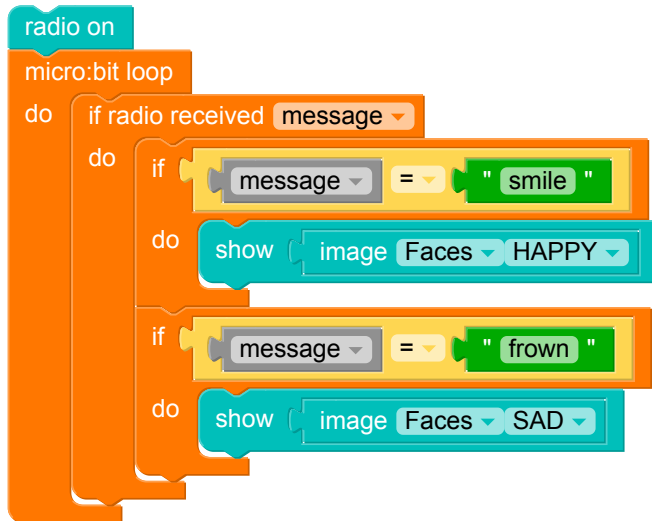 radio on
micro:bit loop
do if radio received message
do if message = " smile "
do show image Faces HAPPY
if message = " frown "
do show image Faces SAD